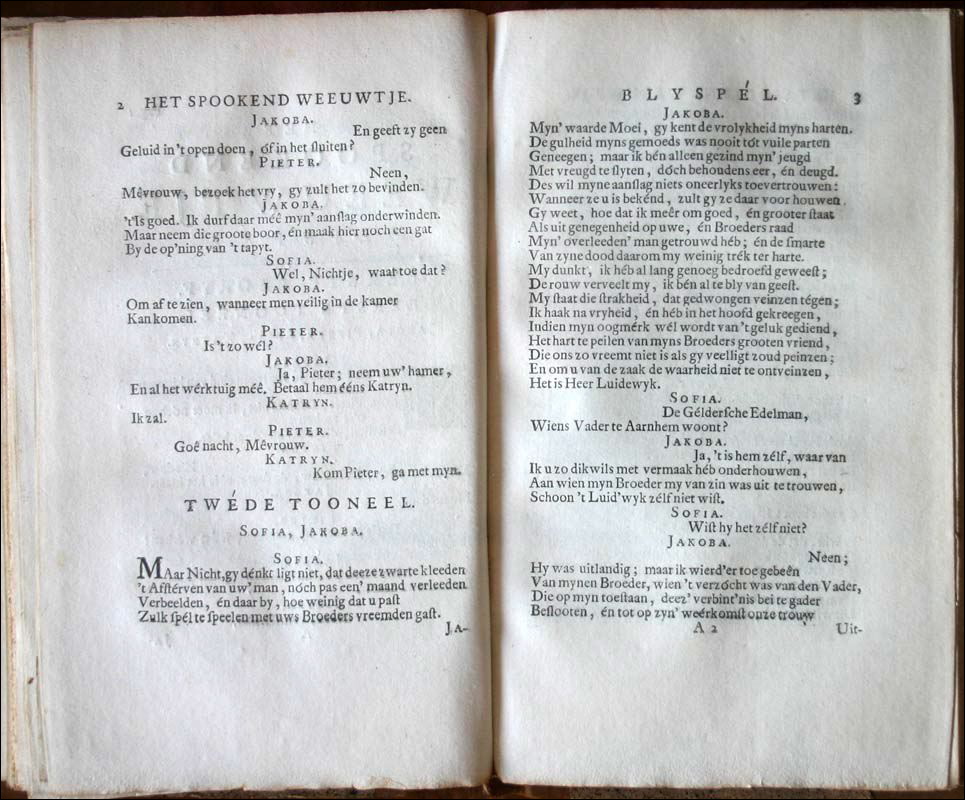 2 HET SPOOKEND WEEUWTJE.
JAKOBA.
En geeft zy geen
Geluid in 't open doen, óf in het fluiten?
PIETER.
Neen,
Mêvrouw, bezoek het vry, gy zult het zo bevinden.
JAKOBA.
't Is goed. Ik durf daar méê myn' aanslag onderwinden.
Maar neem die groote boor, én maak hier noch een gat
By de op'ning van 't tapyt.
SOFIA.
Wel, Nichtje, waar toe dat?
JAKOBA.
Om af te zien, wanneer men veilig in de kamer
Kan komen.
PIETER.
Is 't zo wél?
JAKOBA.
Ja, Pieter; neem uw' hamer,
En al het wérktuig méê. Betaal hem ééns Katryn.
KATRYN.
Ik zal.
PIETER.
Goê nacht, Mêvrouw.
KATRYN.
Kom Pieter, ga met myn.
TWÉDE TOONEEL.
SOFIA, JAKOBA.
SOFIA.
MAar Nicht, gy dénkt ligt niet, dat deeze zwarte kleeden
't Afstérven van uw' man, nóch pas een' maand verleeden
Verbeelden, én daar by, hoe weinig dat u past
Zulk spél te speelen met uws Broeders vreemden gast.
JA-
BLYSPÉL. 3
JAKOBA.
Myn' waarde Moei, gy kent de vrolykheid myns harten.
De gulheid myns gemoeds was nooit tót vuile parten
Geneegen; maar ik bén alleen gezind myn' jeugd
Met vreugd te slyten, dóch behoudens eer, én deugd.
Des wil myne aanslag niets oneerlyks toevertrouwen:
Wanneer ze u is bekénd, zult gy ze daar voor houwen.
Gy weet, hoe dat ik meêr om goed, én grooter staat
Als uit genegenheid op uwe, én Broeders raad
Myn' overleeden' man getrouwd héb; én de smarte
Van zyne dood daarom my weinig trék ter harte.
My dunkt, ik héb al lang genoeg bedroefd geweest;
De rouw verveelt my, ik bén al te bly van geest.
My staat die strakheid, dat gedwongen veinzen tégen;
Ik haak na vryheid, én héb in het hoofd gekreegen,
Indien myn oogmérk wél wordt van 't geluk gediend,
Het hart te peilen van myns Broeders grooten vriend,
Die ons zo vreemt niet is als gy veelligt zoud peinzen;
En om u van de zaak de waarheid niet te ontveinzen,
Het is Heer Luidewyk.
SOFIA.
De Géldersche Edelman,
Wiens Vader te Aarnhem woont?
JAKOBA.
Ja, 't is hem zélf, waar van
Ik u zo dikwils met vermaak héb onderhouwen,
Aan wien myn Broeder my van zin was uit te trouwen,
Schoon 't Luid'wyk zélf niet wist.
SOFIA.
Wist hy het zélf niet?
JAKOBA.
Neen;
Hy was uitlandig; maar ik wierd'er toe gebeên
Van mynen Broeder, wien 't verzócht was van den Vader,
Die op myn toestaan, deez' verbint'nis bei te gader
Beslooten, én tot op zyn' weêrkomst onze trouw
A 2 Uit-